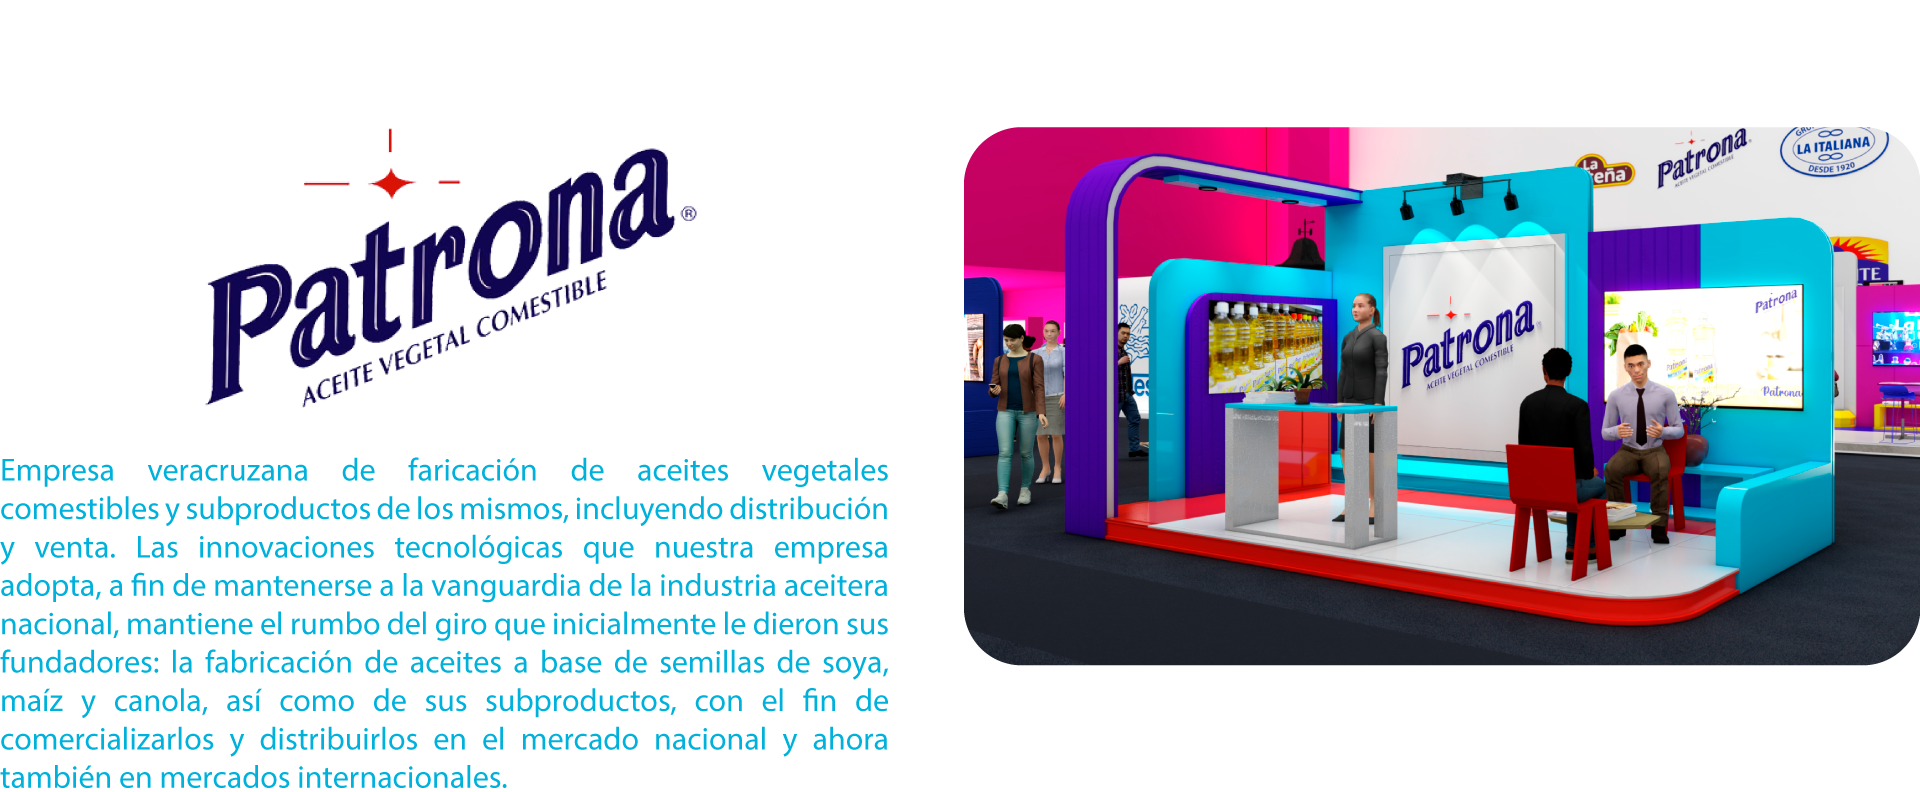 Patrona®
ACEITE VEGETAL COMESTIBLE
Empresa veracruzana de faricación de aceites vegetales
comestibles y subproductos de los mismos, incluyendo distribución
y venta. Las innovaciones tecnológicas que nuestra empresa
adopta, a fin de mantenerse a la vanguardia de la industria aceitera
nacional, mantiene el rumbo del giro que inicialmente le dieron sus
fundadores: la fabricación de aceites a base de semillas de soya,
maíz y canola, así como de sus subproductos, con el fin de
comercializarlos y distribuirlos en el mercado nacional y ahora
también en mercados internacionales.
La
Patrona
ACEITE VEGETAL COMESTIBLE
LA ITALIANA
DESDE 1920
Patrona
ACEITE VEGETAL COMESTIBLE
Patrona
Patrona